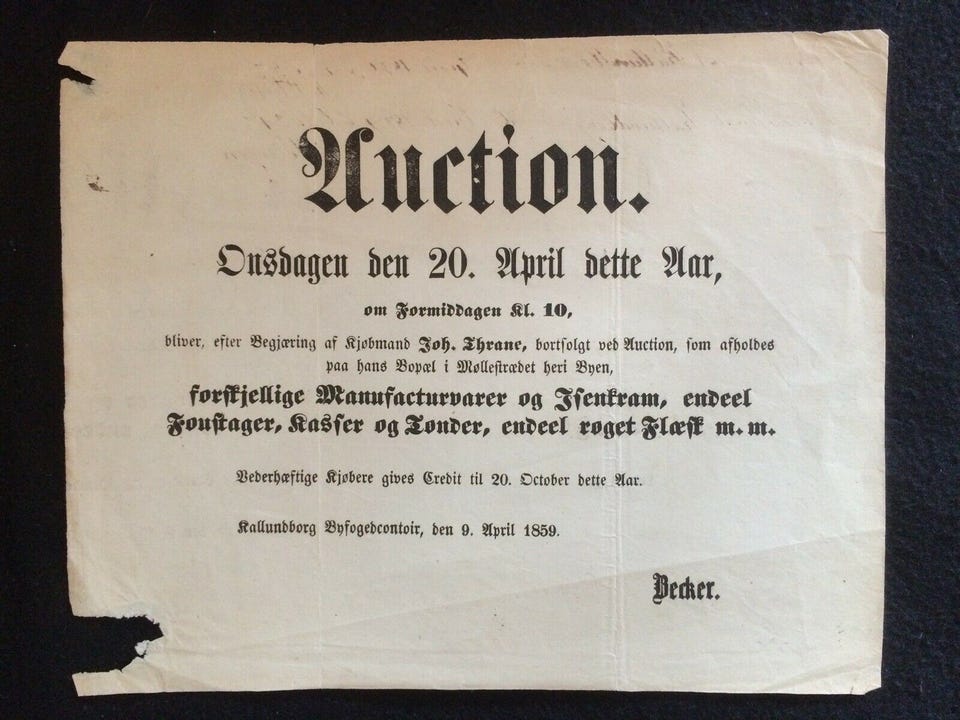 Auction.
Onsdagen den 20. April dette Aar,
om Formiddagen Kl. 10,
bliver, efter Begjæring af Kjøbmand Joh. Thrane, bortsolgt ved Auction, som afholdes
paa hans Bopæl i Møllestrædet heri Byen,
forskjellige Manufacturvarer og Isenkram, endeel
Foustager, Kasser og Tønder, endeel røget Flæsk m. m.
Vederhæftige Kjøbere gives Credit til 20. October dette Aar.
Kallundborg Byfogedcontoir, den 9. April 1859.
Becker.